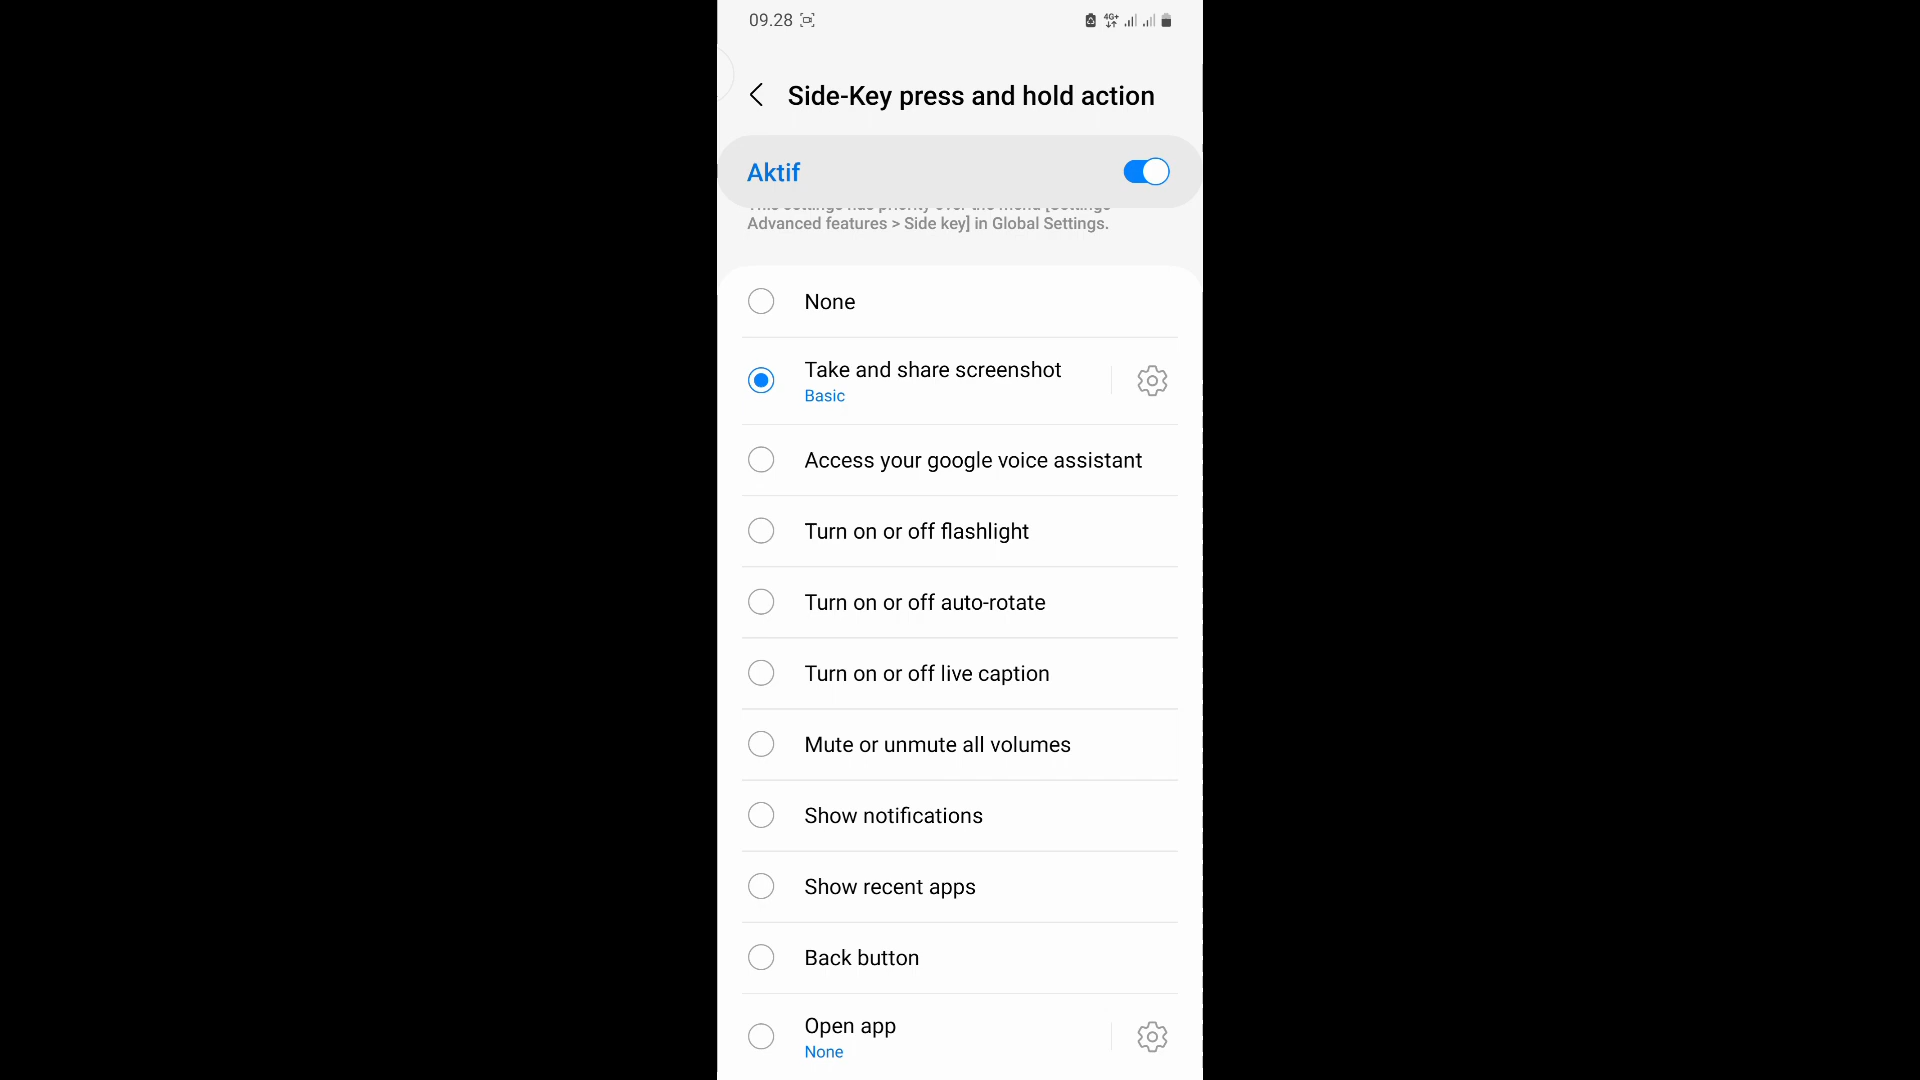 09.28
4G+
Side-Key press and hold action
Aktif
This settings has priority over the menu [Settings
Advanced features > Side key] in Global Settings.
None
Take and share screenshot
Basic
Access your google voice assistant
Turn on or off flashlight
Turn on or off auto-rotate
Turn on or off live caption
Mute or unmute all volumes
Show notifications
Show recent apps
Back button
Open app
None